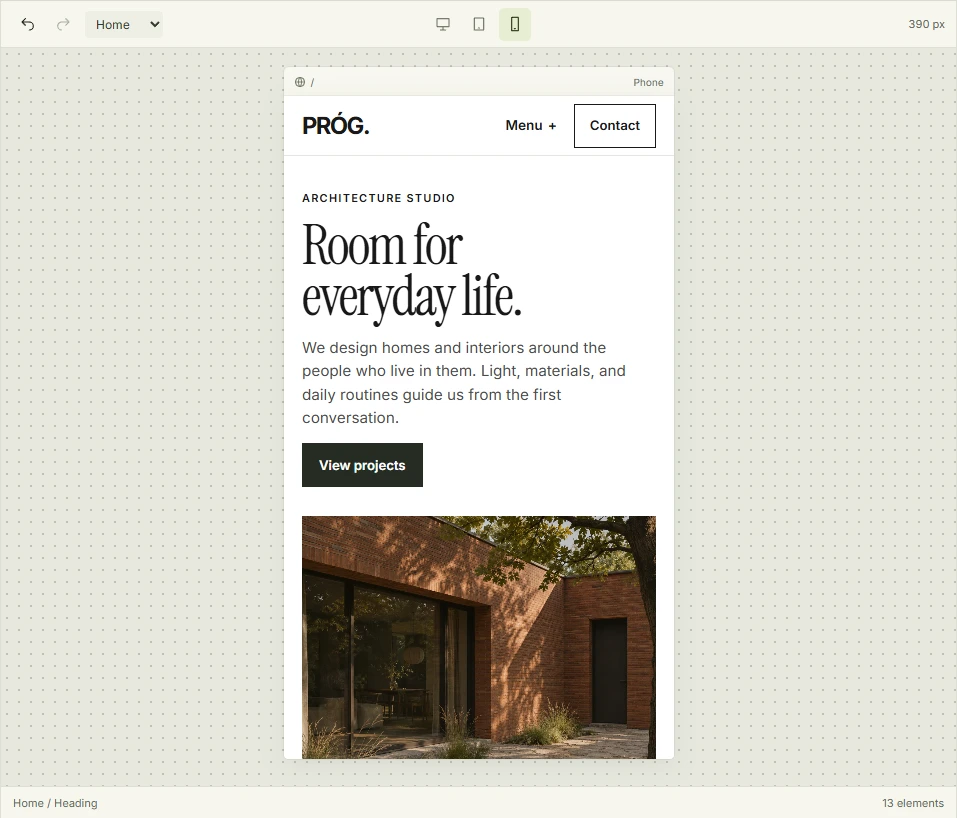 Home
390 px
/
Phone
PRÓG.
Menu +
Contact
ARCHITECTURE STUDIO
Room for
everyday life.
We design homes and interiors around the
people who live in them. Light, materials, and
daily routines guide us from the first
conversation.
View projects
Home / Heading
13 elements